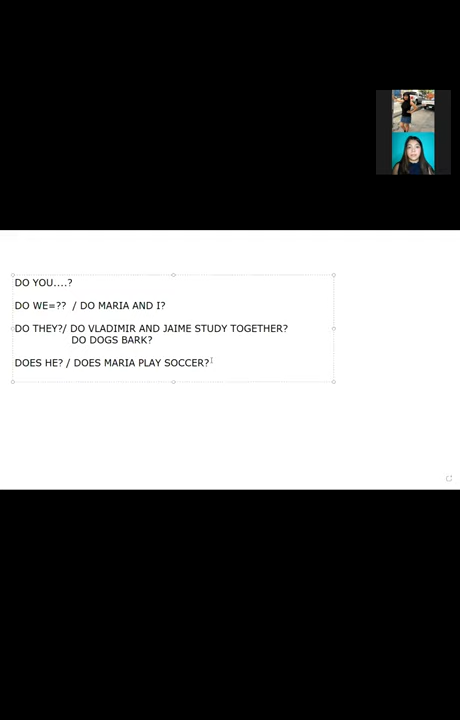 DO YOU....?
DO WE=?? / DO MARIA AND I?
DO THEY?/ DO VLADIMIR AND JAIME STUDY TOGETHER?
DO DOGS BARK?
DOES HE? / DOES MARIA PLAY SOCCER?